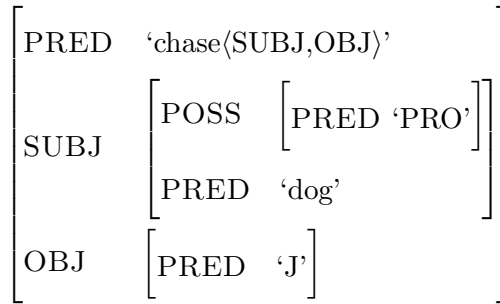 PRED ‘chase⟨SUBJ,OBJ⟩’
SUBJ POSS PRED ‘PRO’
PRED ‘dog’
OBJ PRED ‘J’